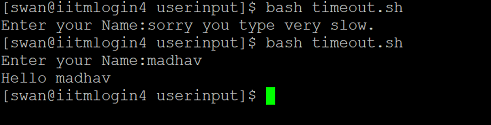 [swan@iitmlogin4 userinput]$ bash timeout.sh
Enter your Name:sorry you type very slow.
[swan@iitmlogin4 userinput]$ bash timeout.sh
Enter your Name:madhav
Hello madhav
[swan@iitmlogin4 userinput]$